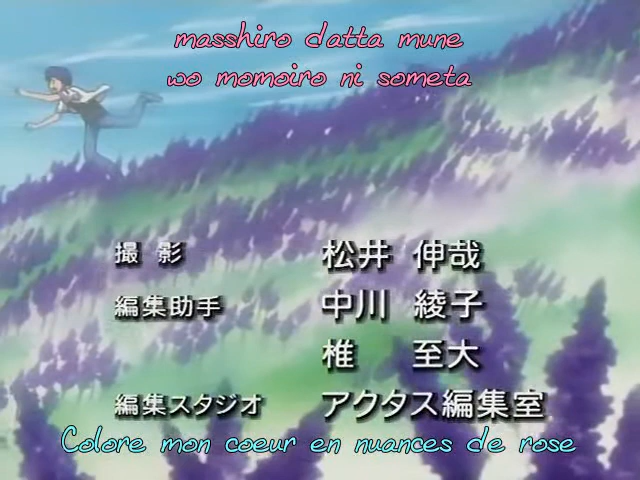 masshiro datta mune
wo momoiro ni someta
撮 影 松井 伸哉
編集助手 中川 綾子
椎 至大
編集スタジオ アクタス編集室
Colore mon coeur en nuances de rose